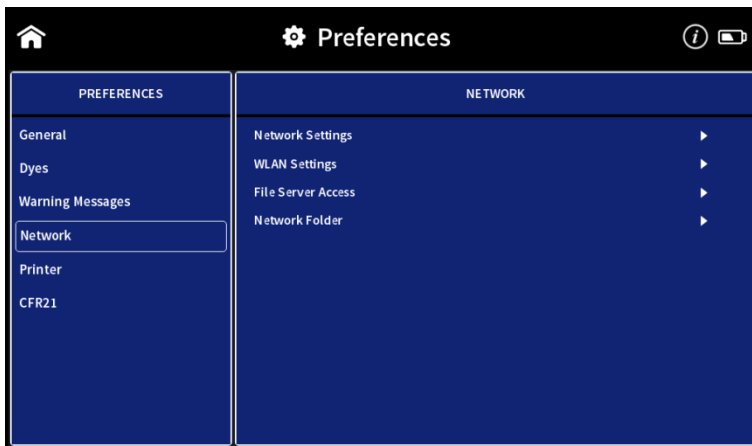 Preferences
PREFERENCES
General
Dyes
Warning Messages
Network
Printer
CFR21
NETWORK
Network Settings
WLAN Settings
File Server Access
Network Folder